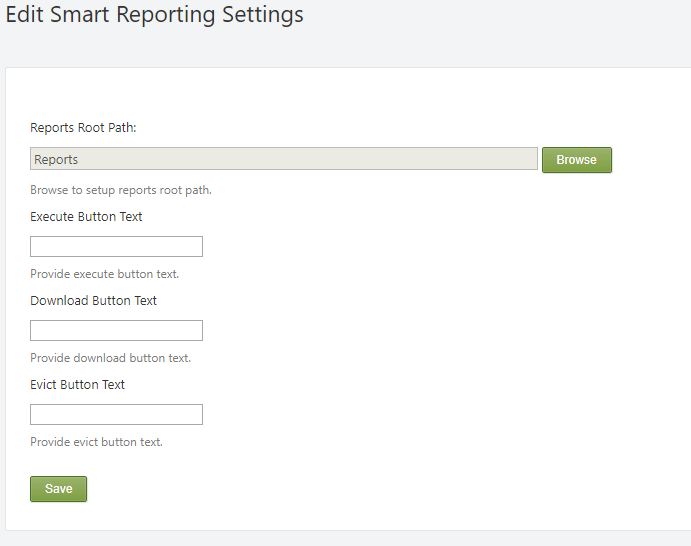 Edit Smart Reporting Settings
Reports Root Path:
Reports Browse
Browse to setup reports root path.
Execute Button Text
Provide execute button text.
Download Button Text
Provide download button text.
Evict Button Text
Provide evict button text.
Save